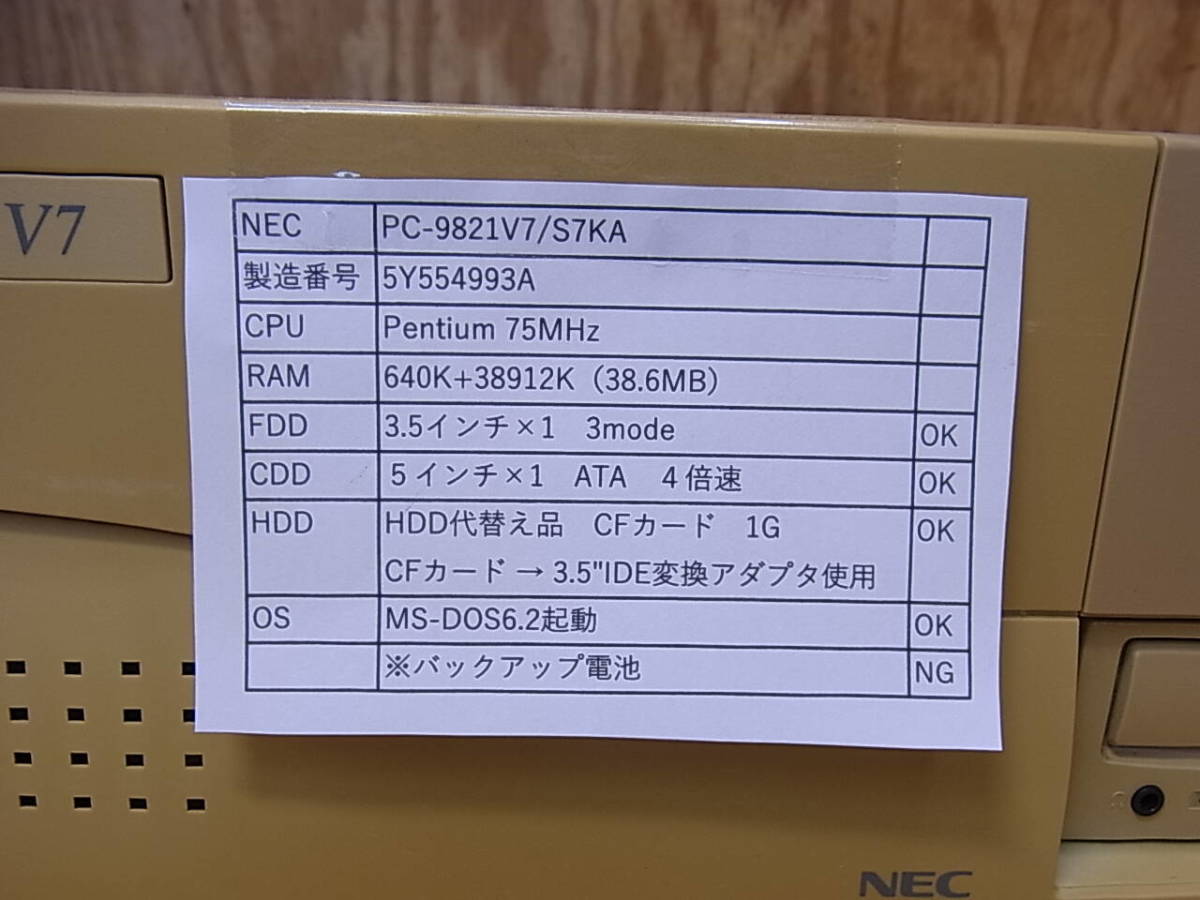 V7
NEC PC-9821V7/S7KA
製造番号 5Y554993A
CPU Pentium 75MHz
RAM 640K+38912K（38.6MB）
FDD 3.5インチ×1　3mode OK
CDD ５インチ×1　ATA　４倍速 OK
HDD HDD代替え品　CFカード　1G OK
CFカード → 3.5"IDE変換アダプタ使用
OS MS-DOS6.2起動 OK
※バックアップ電池 NG
NEC